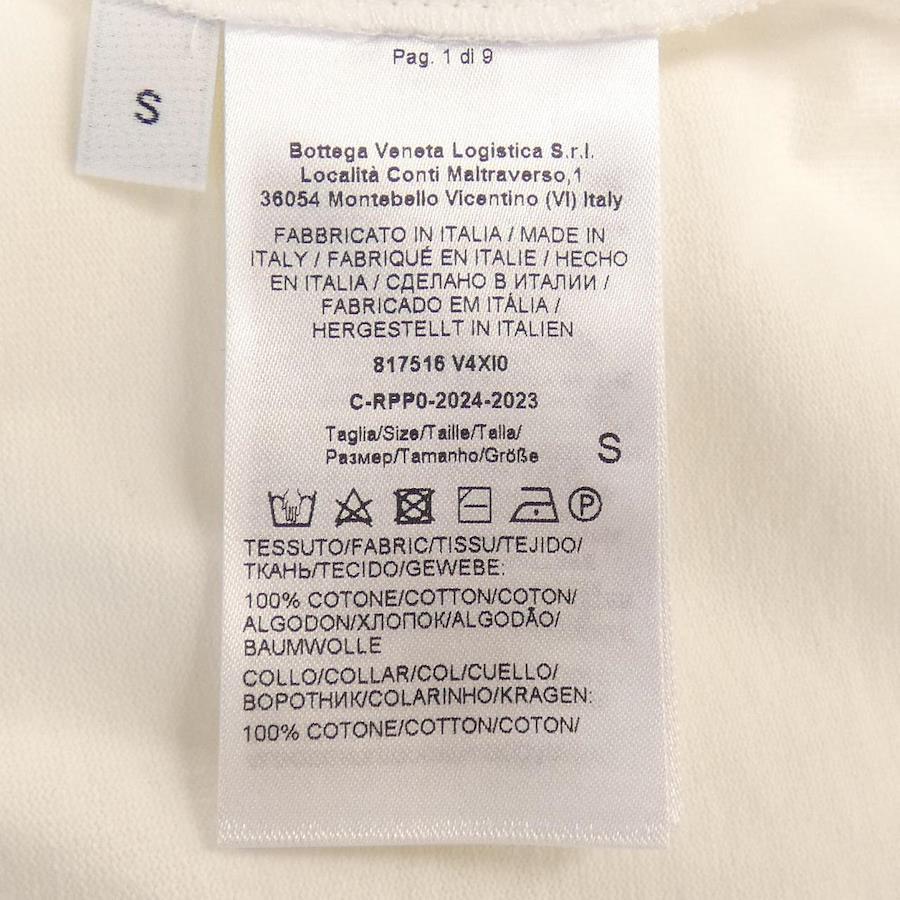 S
Pag. 1 di 9
Bottega Veneta Logistica S.r.l.
Località Conti Maltraverso,1
36054 Montebello Vicentino (VI) Italy
FABBRICATO IN ITALIA / MADE IN
ITALY / FABRIQUÉ EN ITALIE / HECHO
EN ITALIA / СДЕЛАНО В ИТАЛИИ /
FABRICADO EM ITÁLIA /
HERGESTELLT IN ITALIEN
817516 V4XI0
C-RPP0-2024-2023
Taglia/Size/Taille/Talla/
Размер/Tamanho/Größe
S
P
TESSUTO/FABRIC/TISSU/TEJIDO/
ТКАНЬ/TECIDO/GEWEBE:
100% COTONE/COTTON/COTON/
ALGODON/ХЛОПОК/ALGODÃO/
BAUMWOLLE
COLLO/COLLAR/COL/CUELLO/
ВОРОТНИК/COLARINHO/KRAGEN:
100% COTONE/COTTON/COTON/